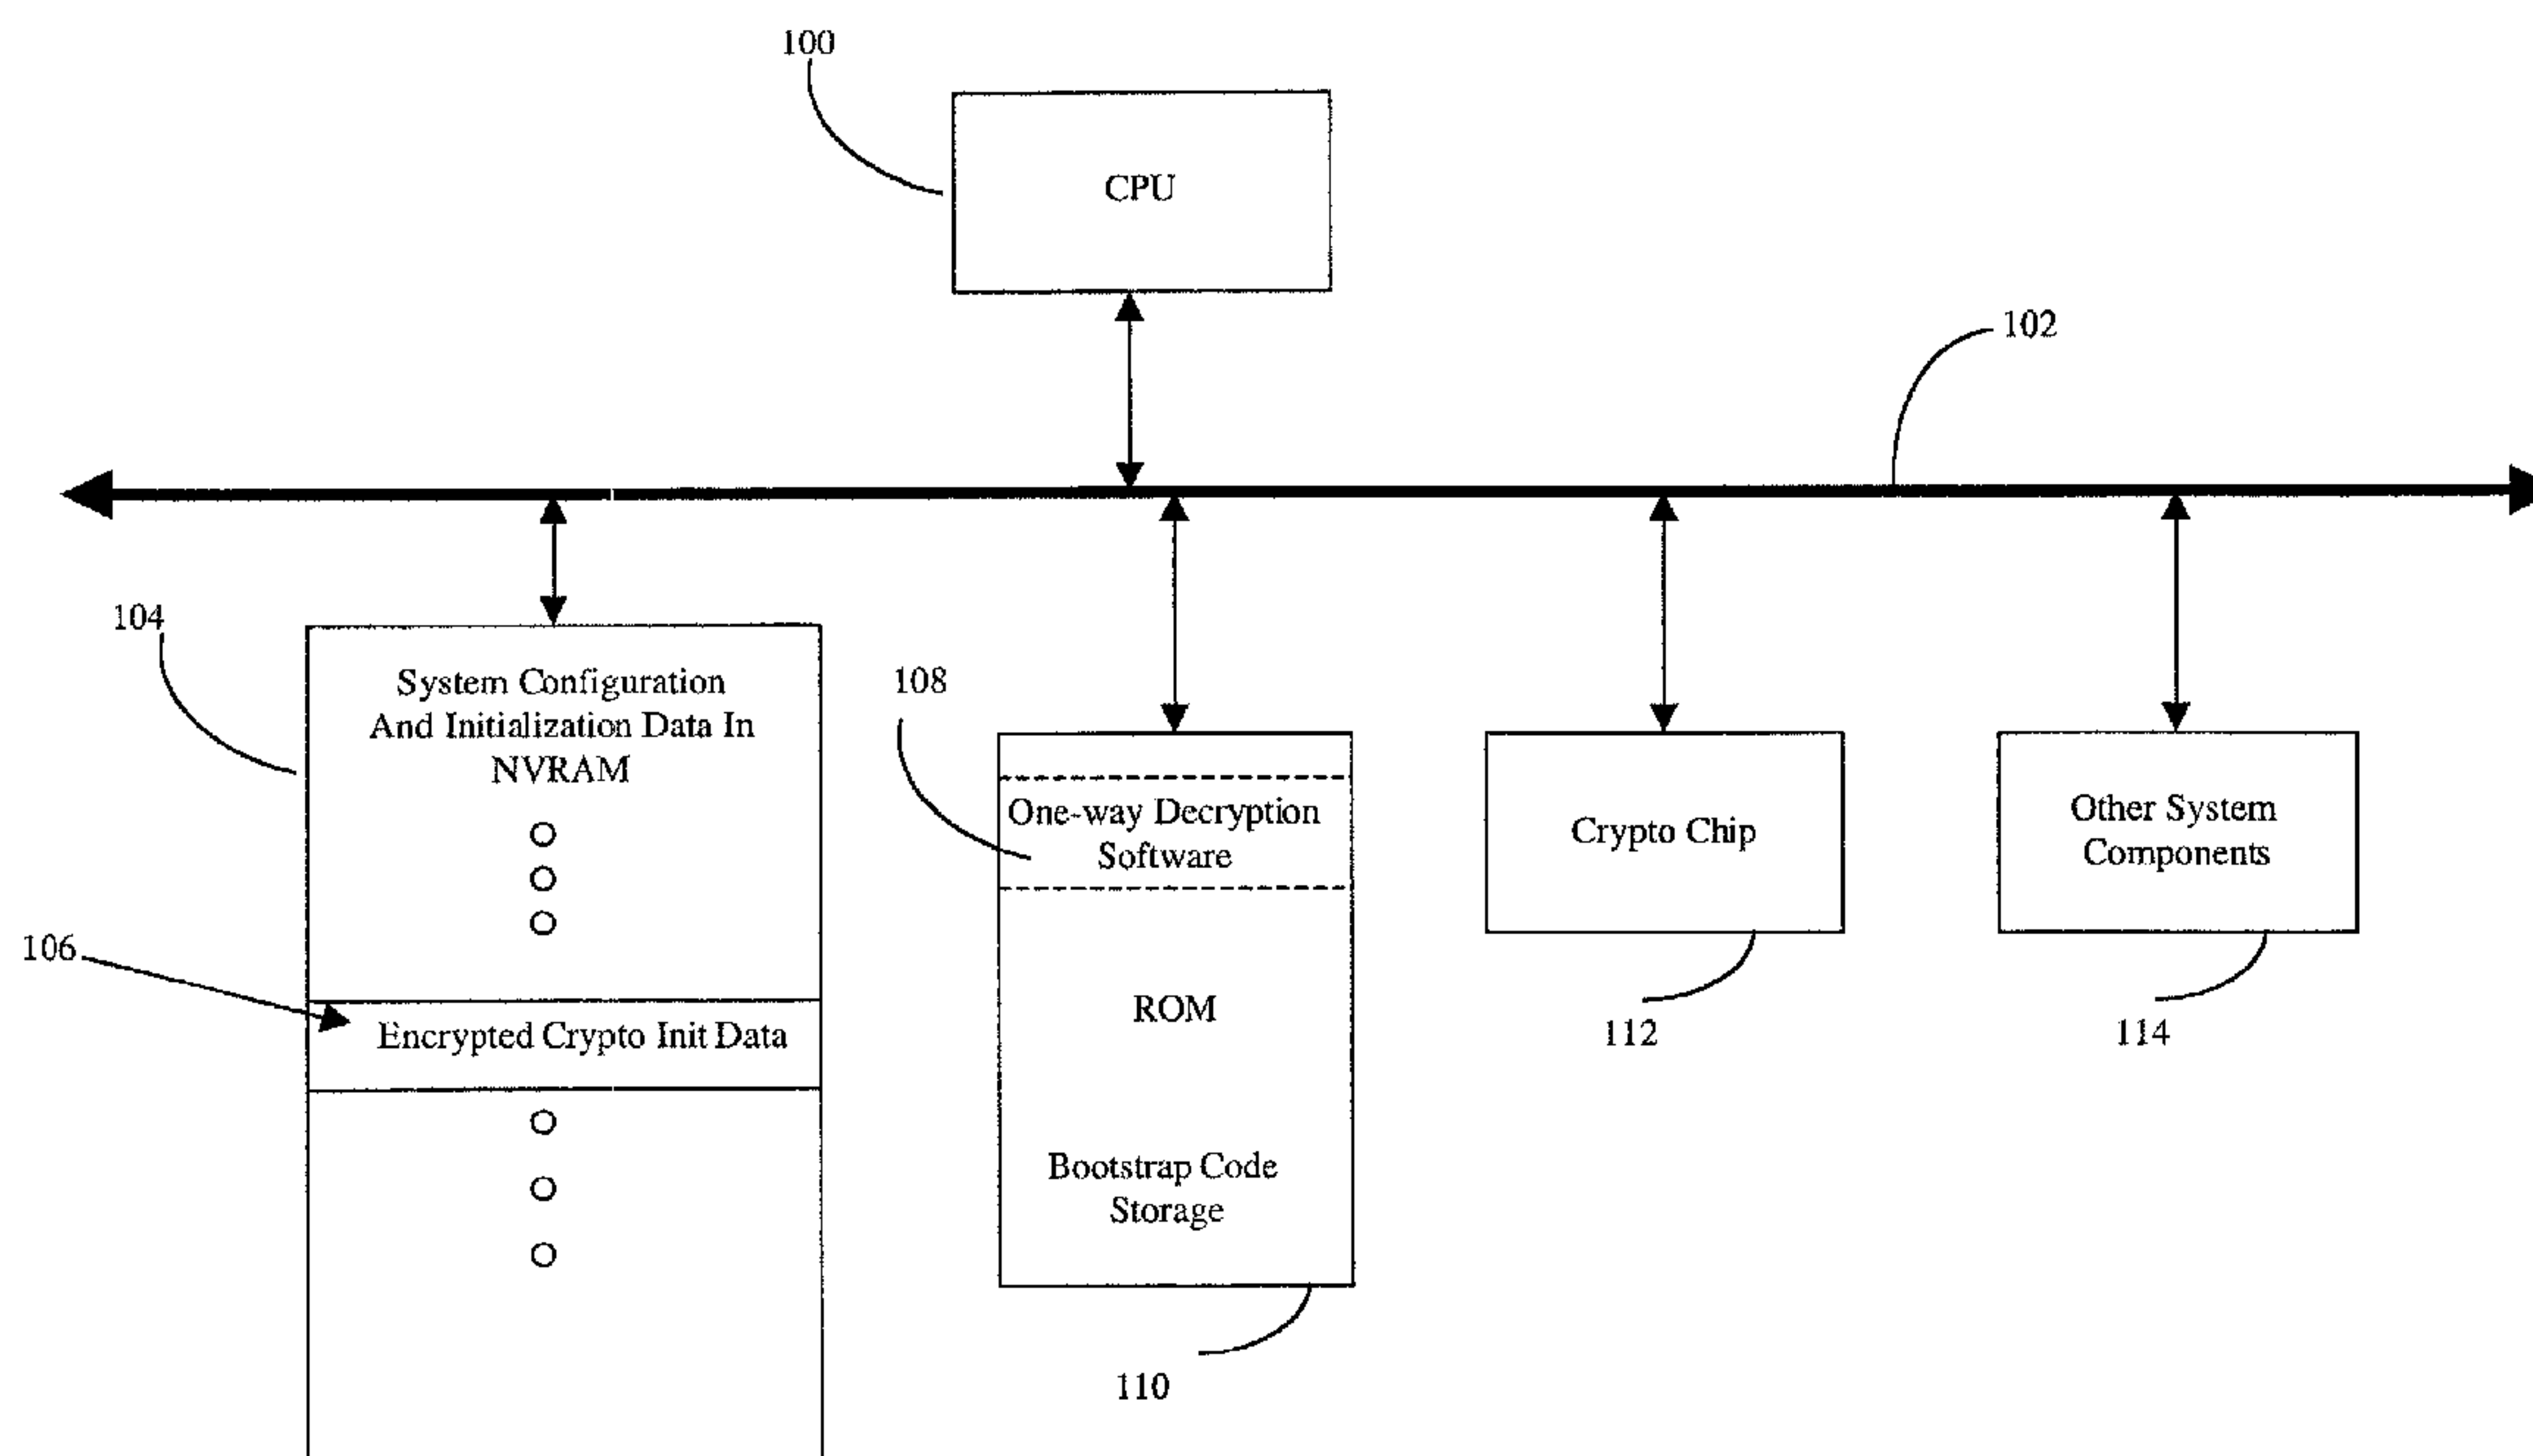 100
CPU
102
104
System Configuration
And Initialization Data In
NVRAM
108
One-way Decryption
Software
Crypto Chip
Other System
Components
106
Encrypted Crypto Init Data
ROM
112
114
Bootstrap Code
Storage
110